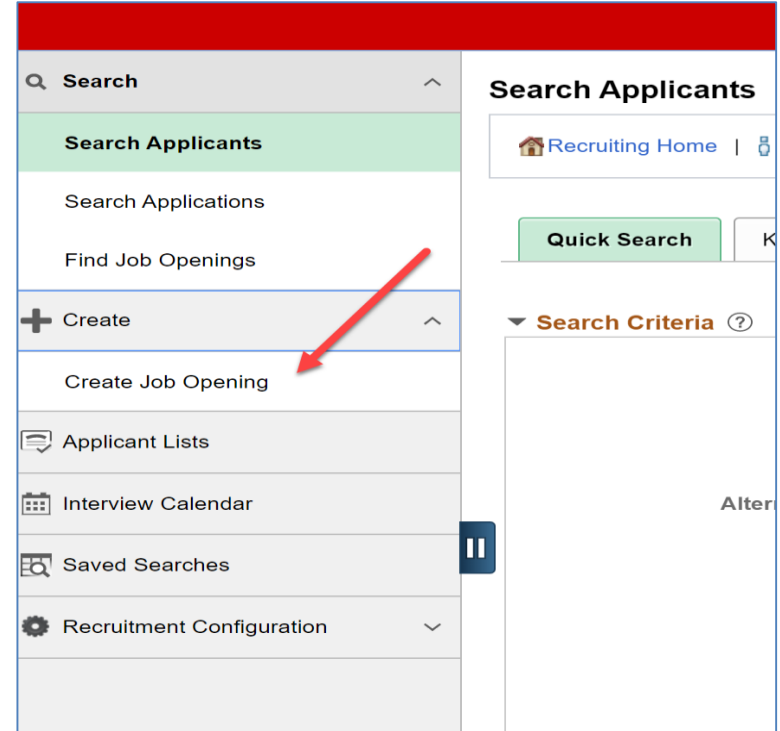 Search
Search Applicants
Search Applications
Find Job Openings
Create
Create Job Opening
Applicant Lists
Interview Calendar
Saved Searches
Recruitment Configuration
Search Applicants
Recruiting Home |
Quick Search K
Search Criteria ?
Alter